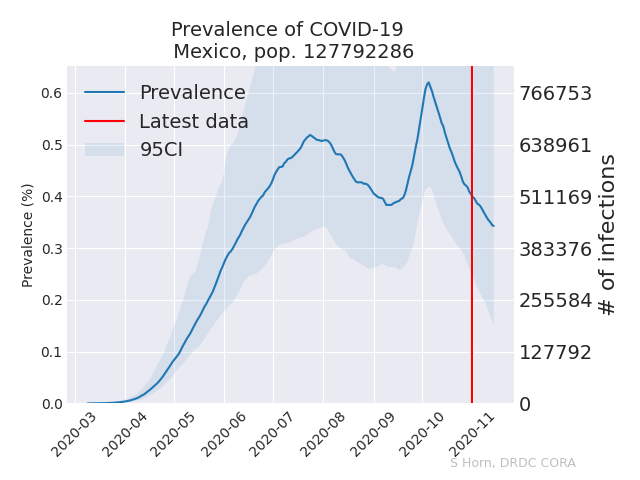 Prevalence of COVID-19
Mexico, pop. 127792286
Prevalence
Latest data
95CI
Prevalence (%)
0.6
0.5
0.4
0.3
0.2
0.1
0.0
766753
638961
511169
383376
255584
127792
0
# of infections
2020-03
2020-04
2020-05
2020-06
2020-07
2020-08
2020-09
2020-10
2020-11
S Horn, DRDC CORA